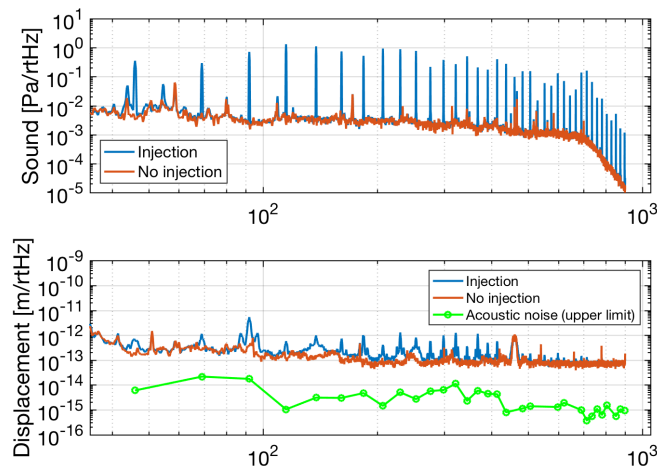 Sound [Pa/rtHz]
10^1
10^0
10^-1
10^-2
10^-3
10^-4
10^-5
Injection
No injection
10^2
10^3
Displacement [m/rtHz]
10^-9
10^-10
10^-11
10^-12
10^-13
10^-14
10^-15
10^-16
Injection
No injection
Acoustic noise (upper limit)
10^2
10^3